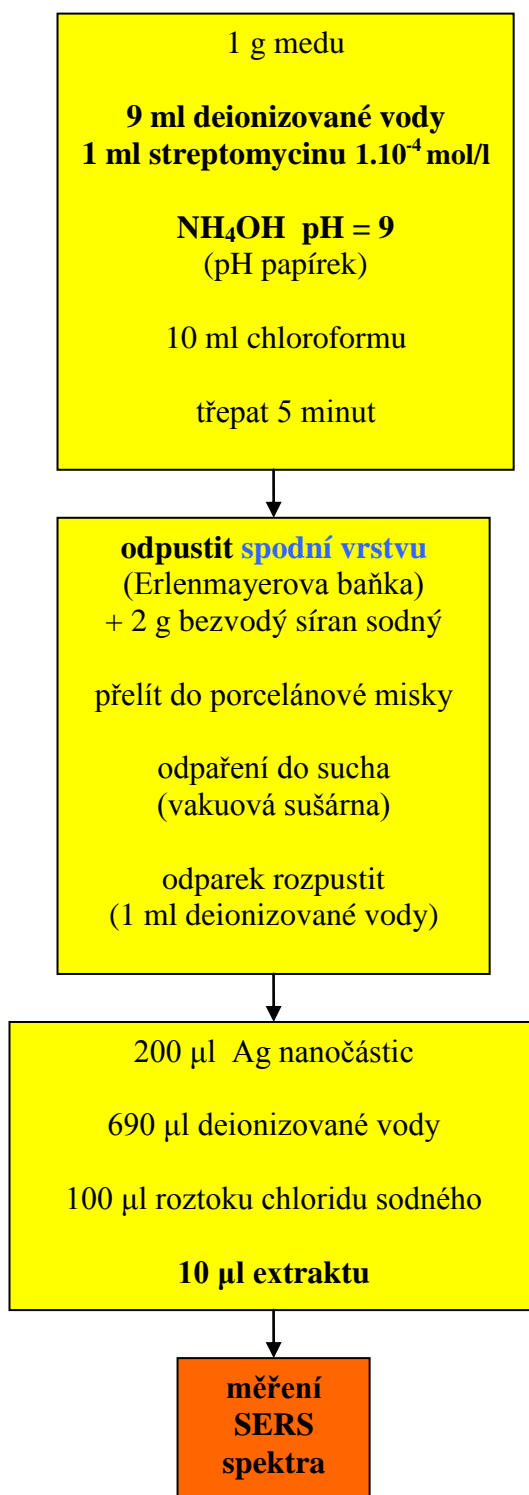 1 g medu
9 ml deionizované vody
1 ml streptomycinu 1.10⁻⁴ mol/l
NH₄OH pH = 9
(pH papírek)
10 ml chloroformu
třepat 5 minut
odpustit spodní vrstvu
(Erlenmayerova baňka)
+ 2 g bezvodý síran sodný
přelít do porcelánové misky
odpaření do sucha
(vakuová sušárna)
odparek rozpustit
(1 ml deionizované vody)
200 µl Ag nanočástic
690 µl deionizované vody
100 µl roztoku chloridu sodného
10 µl extraktu
měření
SERS
spektra